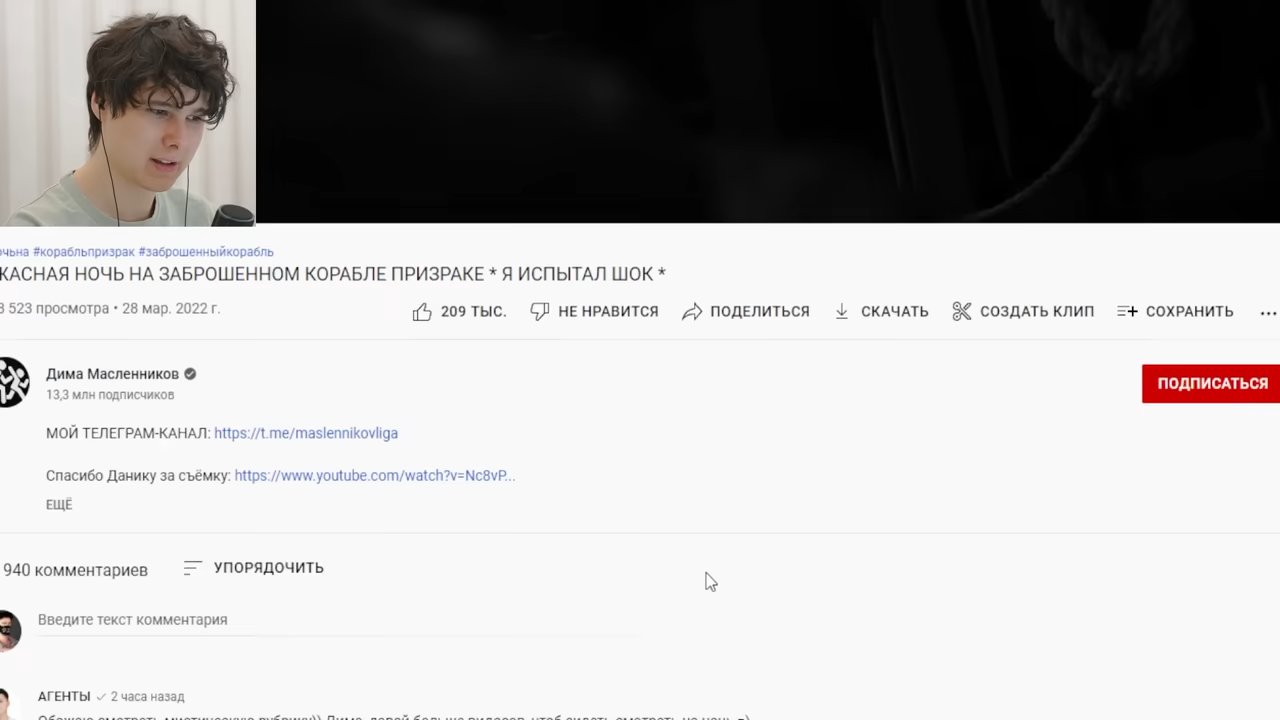 #корабльпризрак #заброшенныйкорабль
НОЧЬ НА ЗАБРОШЕННОМ КОРАБЛЕ ПРИЗРАКЕ * Я ИСПЫТАЛ ШОК *
523 просмотра • 28 мар. 2022 г.
209 ТЫС. НЕ НРАВИТСЯ ПОДЕЛИТЬСЯ СКАЧАТЬ СОЗДАТЬ КЛИП СОХРАНИТЬ
Дима Масленников
13,3 млн подписчиков
ПОДПИСАТЬСЯ
МОЙ ТЕЛЕГРАМ-КАНАЛ: https://t.me/maslennikovliga
Спасибо Данику за съёмку: https://www.youtube.com/watch?v=Nc8vP...
ЕЩЁ
940 комментариев УПОРЯДОЧИТЬ
Введите текст комментария
АГЕНТЫ 2 часа назад